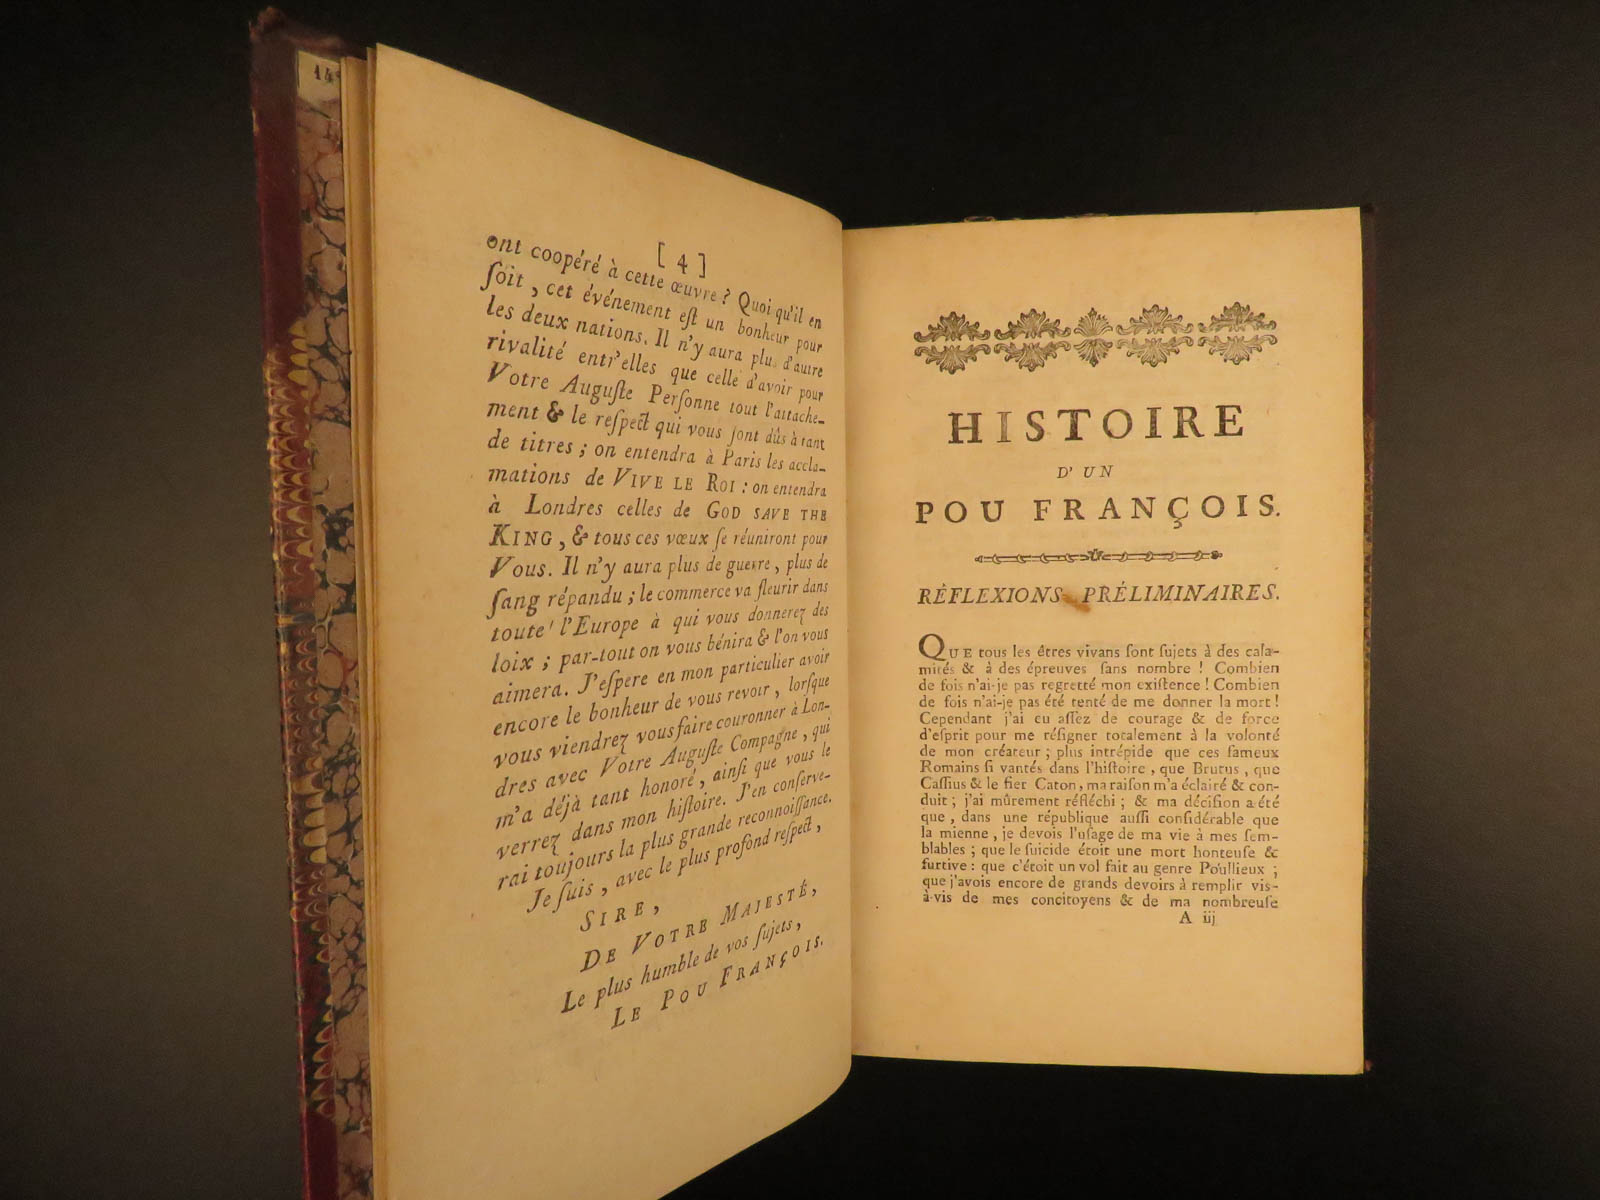 14
[ 4 ]
ont coopéré à cette œuvre ? Quoi qu'il en
ſoit , cet événement eſt un bonheur pour
les deux nations. Il n'y aura plus d'autre
rivalité entr'elles que celle d'avoir pour
Votre Auguſte Perſonne tout l'attache-
ment & le reſpect qui vous ſont dûs à tant
de titres ; on entendra à Paris les accla-
mations de VIVE LE ROI : on entendra
à Londres celles de GOD SAVE THE
KING , & tous ces vœux ſe réuniront pour
Vous. Il n'y aura plus de guerre , plus de
ſang répandu ; le commerce va fleurir dans
toute l'Europe à qui vous donnerez des
loix ; par-tout on vous bénira & l'on vous
aimera. J'eſpere en mon particulier avoir
encore le bonheur de vous revoir , lorſque
vous viendrez vous faire couronner à Lon-
dres avec Votre Auguſte Compagne , qui
m'a déjà tant honoré , ainſi que vous le
verrez dans mon hiſtoire. J'en conſerve-
rai toujours la plus grande reconnoiſſance.
Je ſuis , avec le plus profond reſpect ,
SIRE ,
DE VOTRE MAJESTÉ ,
Le plus humble de vos ſujets ,
LE POU FRANÇOIS.
HISTOIRE
D'UN
POU FRANÇOIS.
RÉFLEXIONS PRÉLIMINAIRES.
QUE tous les êtres vivans ſont ſujets à des cala-
mités & à des épreuves ſans nombre ! Combien
de fois n'ai-je pas regretté mon exiſtence ! Combien
de fois n'ai-je pas été tenté de me donner la mort !
Cependant j'ai eu aſſez de courage & de force
d'eſprit pour me réſigner totalement à la volonté
de mon créateur ; plus intrépide que ces fameux
Romains ſi vantés dans l'hiſtoire , que Brutus , que
Caſſius & le fier Caton , ma raiſon m'a éclairé & con-
duit ; j'ai mûrement réfléchi ; & ma déciſion a été
que , dans une république auſſi conſidérable que
la mienne , je devois l'uſage de ma vie à mes ſem-
blables ; que le ſuicide étoit une mort honteuſe &
furtive : que c'étoit un vol fait au genre Poullieux ;
que j'avois encore de grands devoirs à remplir vis-
à-vis de mes concitoyens & de ma nombreuſe
A iij